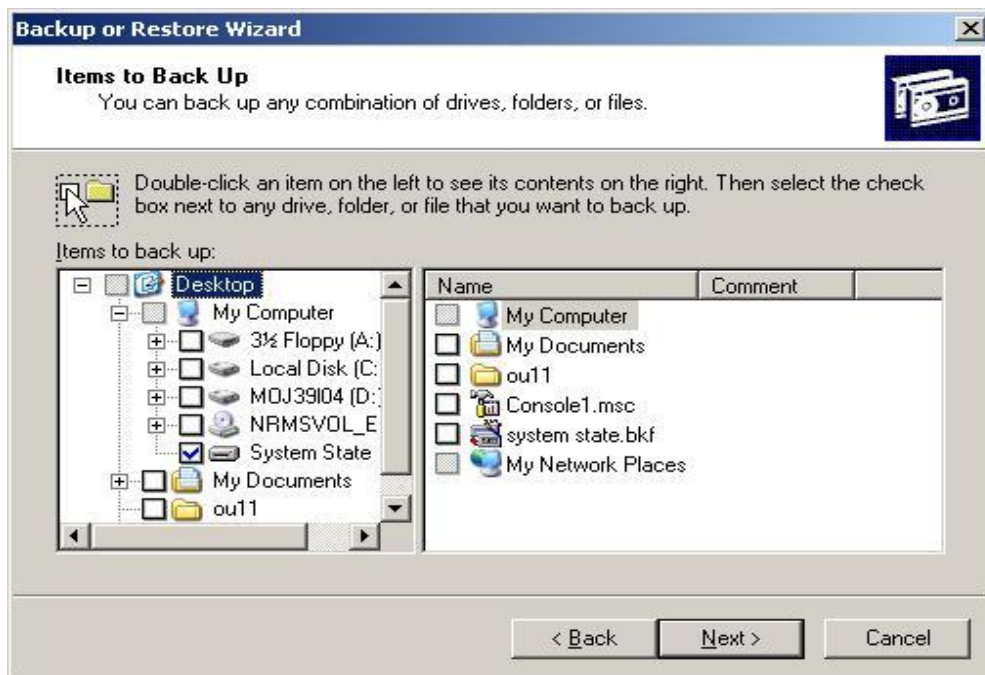 Backup or Restore Wizard
Items to Back Up
You can back up any combination of drives, folders, or files.
Double-click an item on the left to see its contents on the right. Then select the check
box next to any drive, folder, or file that you want to back up.
Items to back up:
Desktop
My Computer
3½ Floppy (A:)
Local Disk (C:
MOJ39I04 (D:)
NRMSVOL_E
System State
My Documents
ou11
Name Comment
My Computer
My Documents
ou11
Console1.msc
system state.bkf
My Network Places
< Back Next > Cancel